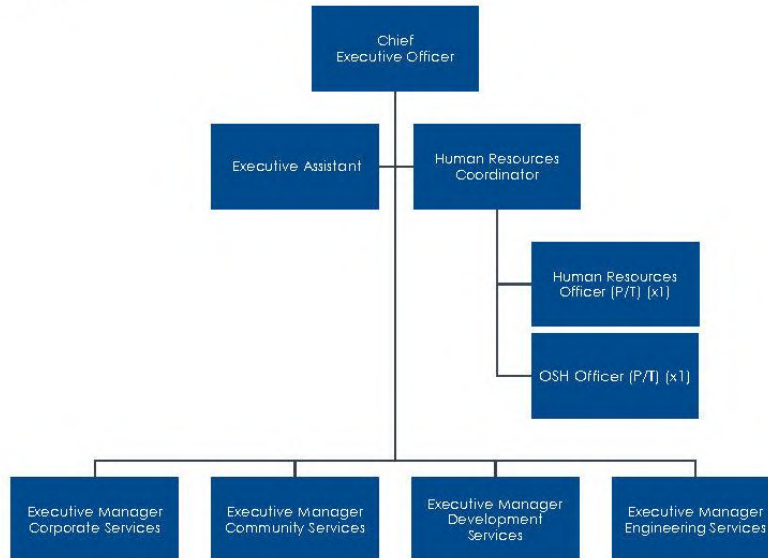 Chief
Executive Officer
Executive Assistant
Human Resources
Coordinator
Human Resources
Officer (P/T) (x1)
OSH Officer (P/T) (x1)
Executive Manager
Corporate Services
Executive Manager
Community Services
Executive Manager
Development
Services
Executive Manager
Engineering Services